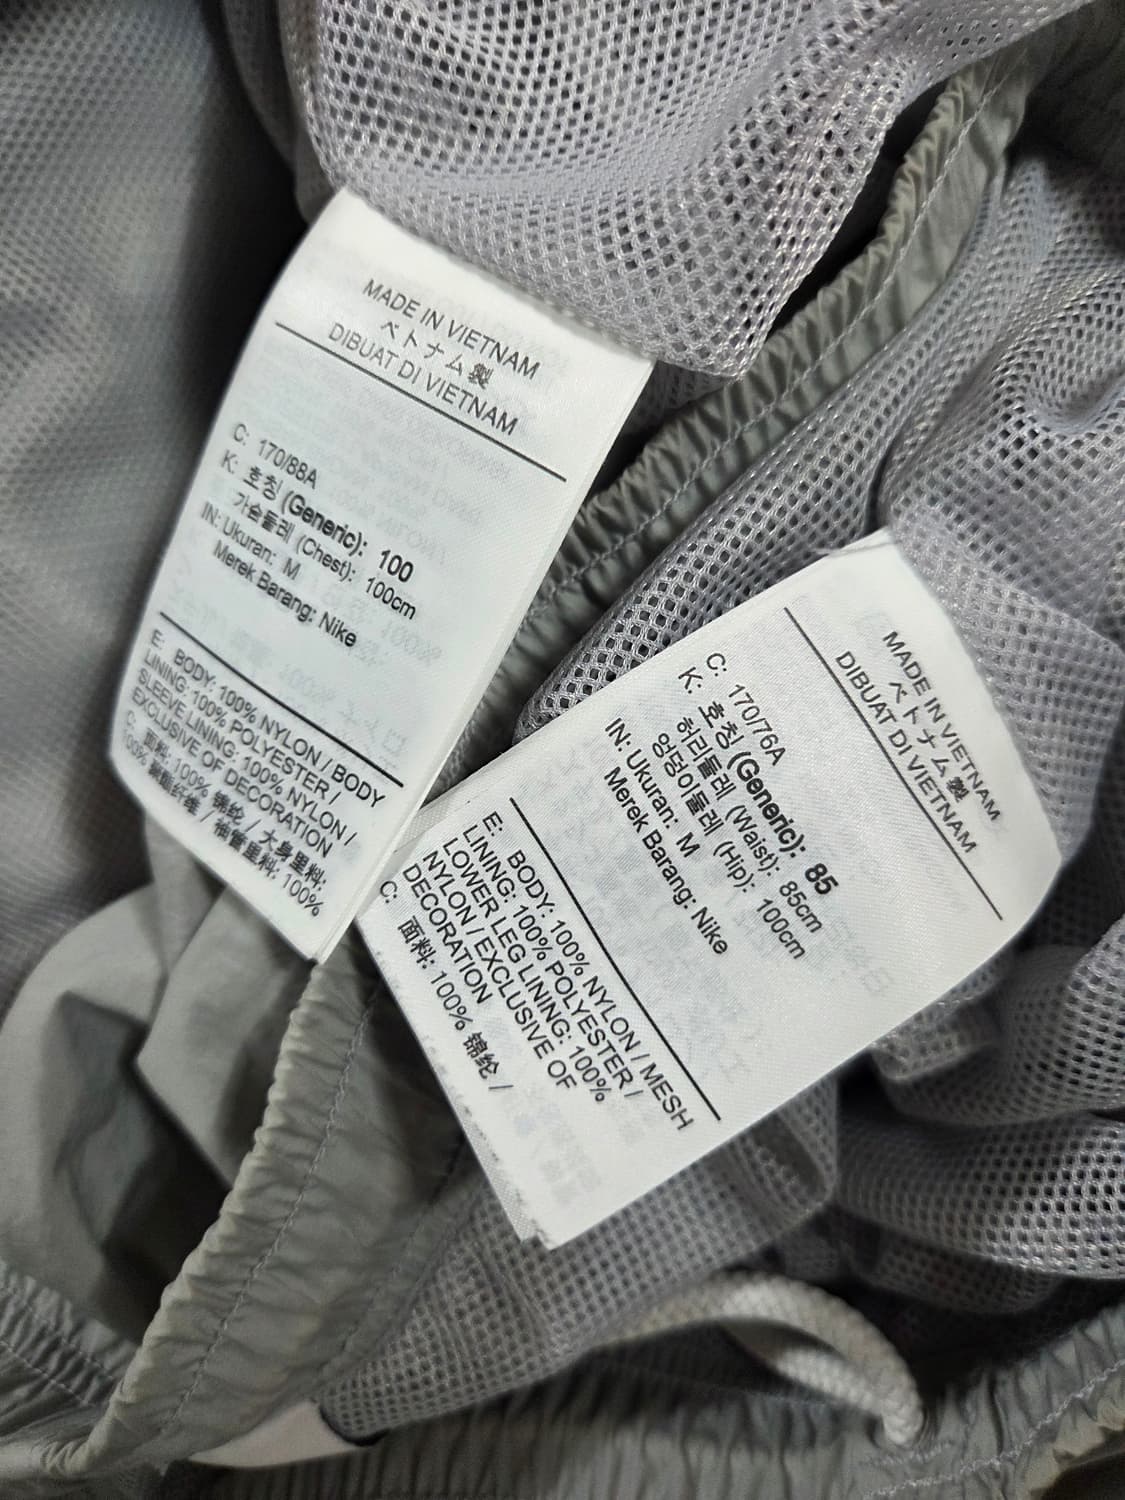 MADE IN VIETNAM
ベトナム製
DIBUAT DI VIETNAM
C: 170/88A
K: 호칭 (Generic): 100
가슴둘레 (Chest): 100cm
IN: Ukuran: M
Merek Barang: Nike
E: BODY: 100% NYLON / BODY
LINING: 100% POLYESTER /
SLEEVE LINING: 100% NYLON /
EXCLUSIVE OF DECORATION
C: 面料: 100% 锦纶 / 大身里料:
100% 聚酯纤维 / 袖管里料: 100%
MADE IN VIETNAM
ベトナム製
DIBUAT DI VIETNAM
C: 170/76A
K: 호칭 (Generic): 85
허리둘레 (Waist): 85cm
엉덩이둘레 (Hip): 100cm
IN: Ukuran: M
Merek Barang: Nike
E: BODY: 100% NYLON / MESH
LINING: 100% POLYESTER /
LOWER LEG LINING: 100%
NYLON / EXCLUSIVE OF
DECORATION
C: 面料: 100% 锦纶 /